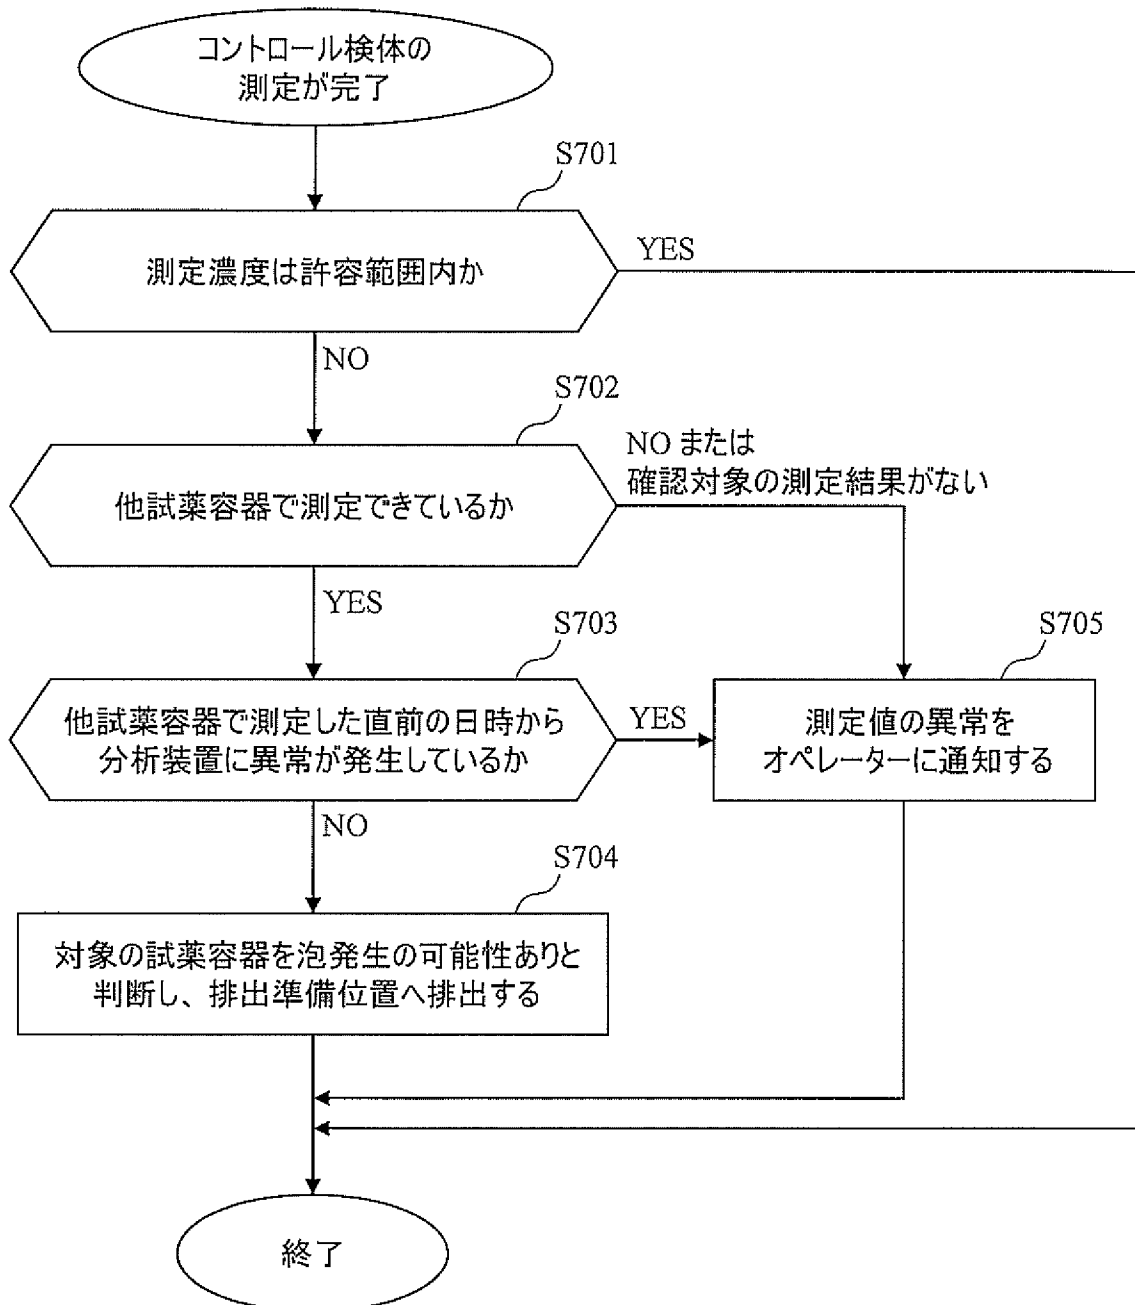 コントロール検体の
測定が完了
S701
測定濃度は許容範囲内か
YES
NO
S702
他試薬容器で測定できているか
NO または
確認対象の測定結果がない
YES
S703
他試薬容器で測定した直前の日時から
分析装置に異常が発生しているか
YES
S705
測定値の異常を
オペレーターに通知する
NO
S704
対象の試薬容器を泡発生の可能性ありと
判断し、排出準備位置へ排出する
終了